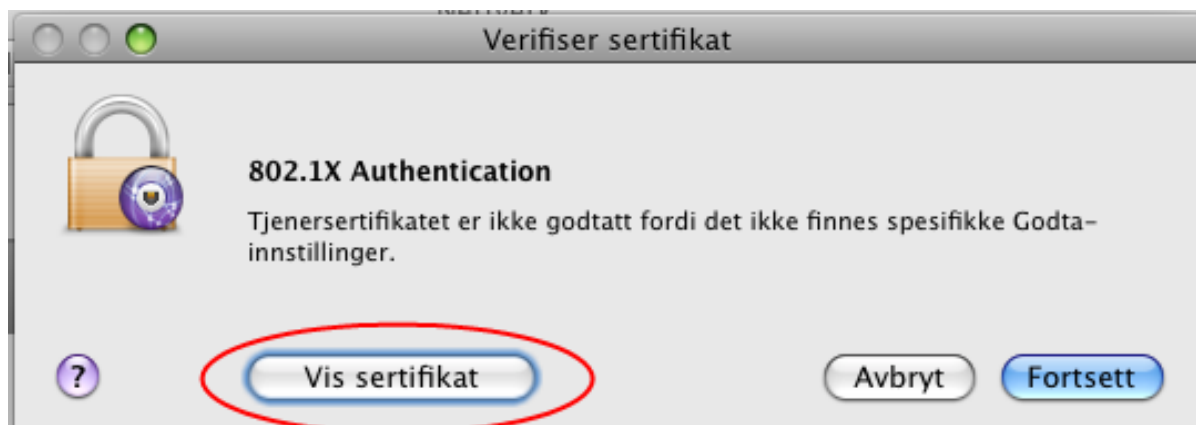 Verifiser sertifikat
802.1X Authentication
Tjenersertifikatet er ikke godtatt fordi det ikke finnes spesifikke Godta-
innstillinger.
?
Vis sertifikat
Avbryt
Fortsett